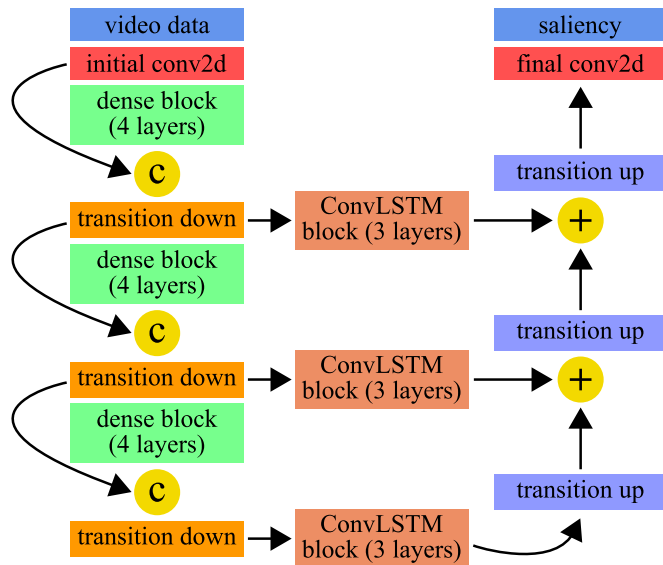 video data
initial conv2d
dense block
(4 layers)
c
transition down
dense block
(4 layers)
c
transition down
dense block
(4 layers)
c
transition down
ConvLSTM
block (3 layers)
ConvLSTM
block (3 layers)
ConvLSTM
block (3 layers)
saliency
final conv2d
transition up
+
transition up
+
transition up